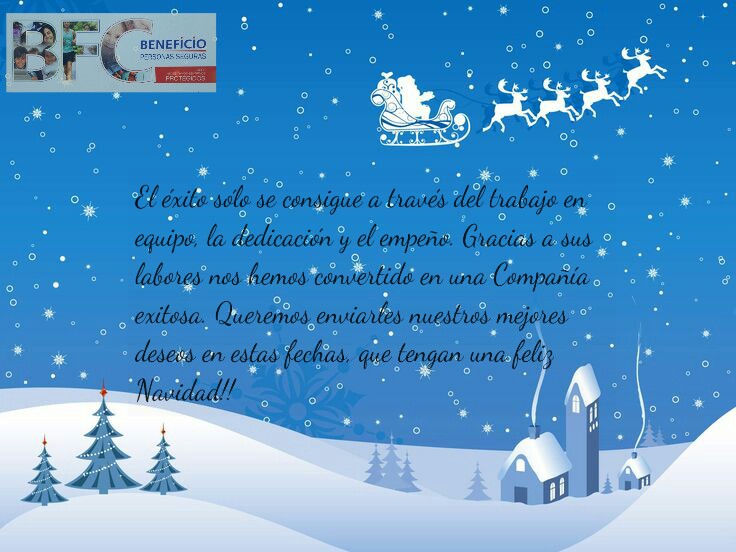 BFC
BENEFICIO
PERSONAS SEGURAS
PROTEGIDOS
El éxito sólo se consigue a través del trabajo en
equipo, la dedicación y el empeño. Gracias a sus
labores nos hemos convertido en una Compañía
exitosa. Queremos enviarles nuestros mejores
deseos en estas fechas, que tengan una feliz
Navidad!!